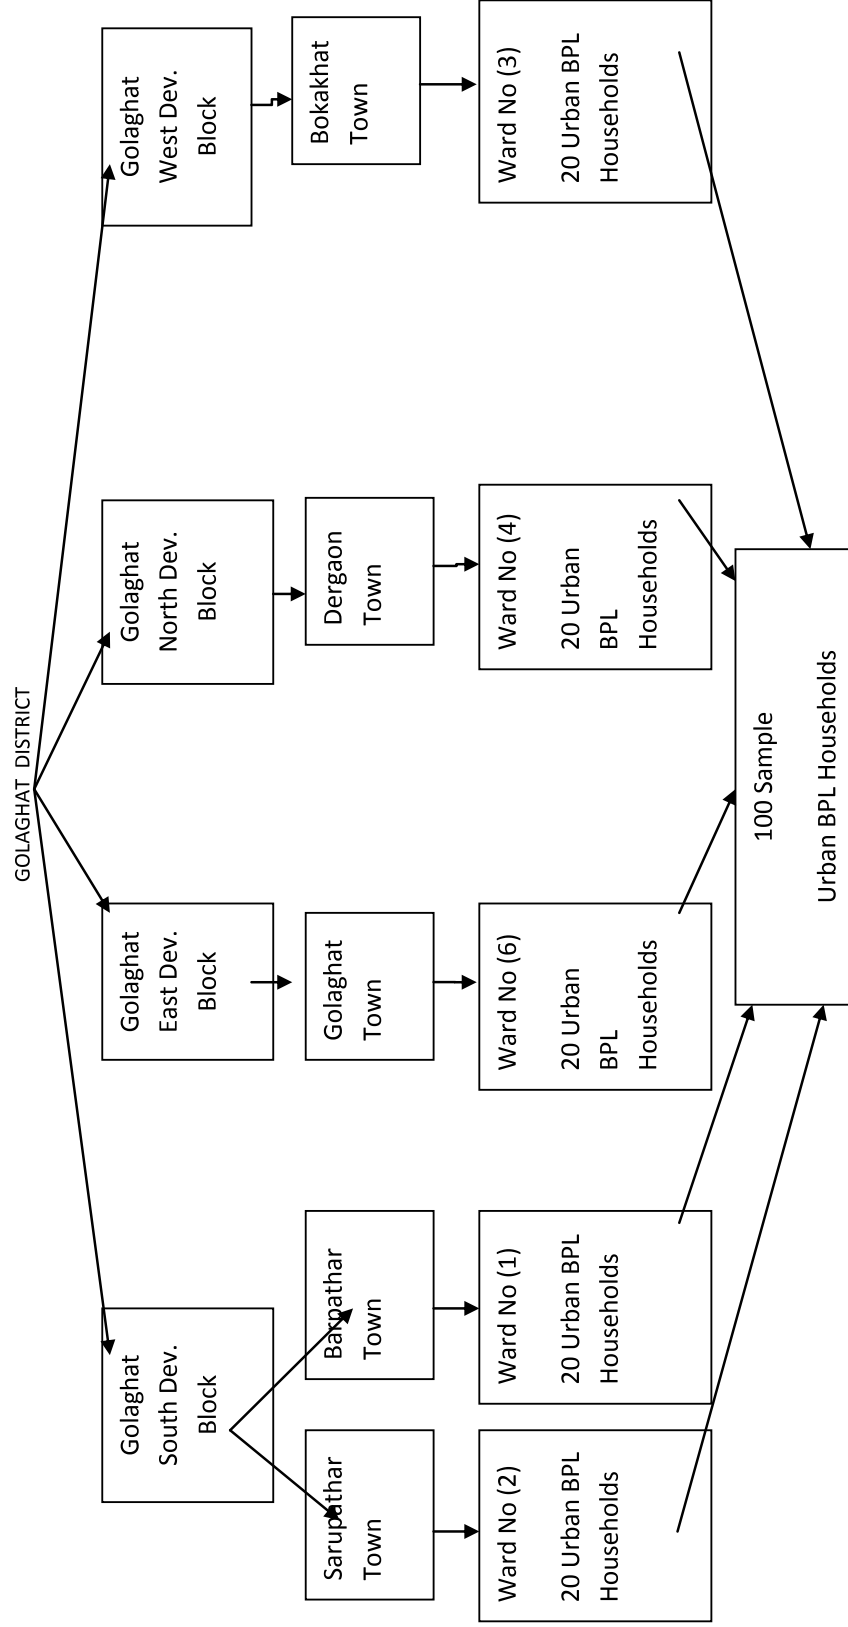 GOLAGHAT DISTRICT
Golaghat
South Dev.
Block
Golaghat
East Dev.
Block
Golaghat
North Dev.
Block
Golaghat
West Dev.
Block
Sarupathar
Town
Barpathar
Town
Golaghat
Town
Dergaon
Town
Bokakhat
Town
Ward No (2)
20 Urban BPL
Households
Ward No (1)
20 Urban BPL
Households
Ward No (6)
20 Urban
BPL
Households
Ward No (4)
20 Urban
BPL
Households
Ward No (3)
20 Urban BPL
Households
100 Sample
Urban BPL Households